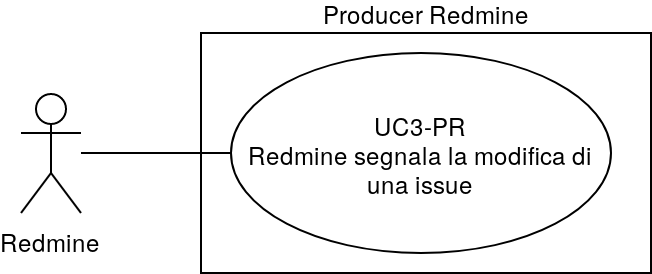 Producer Redmine
UC3-PR
Redmine segnala la modifica di
una issue
Redmine